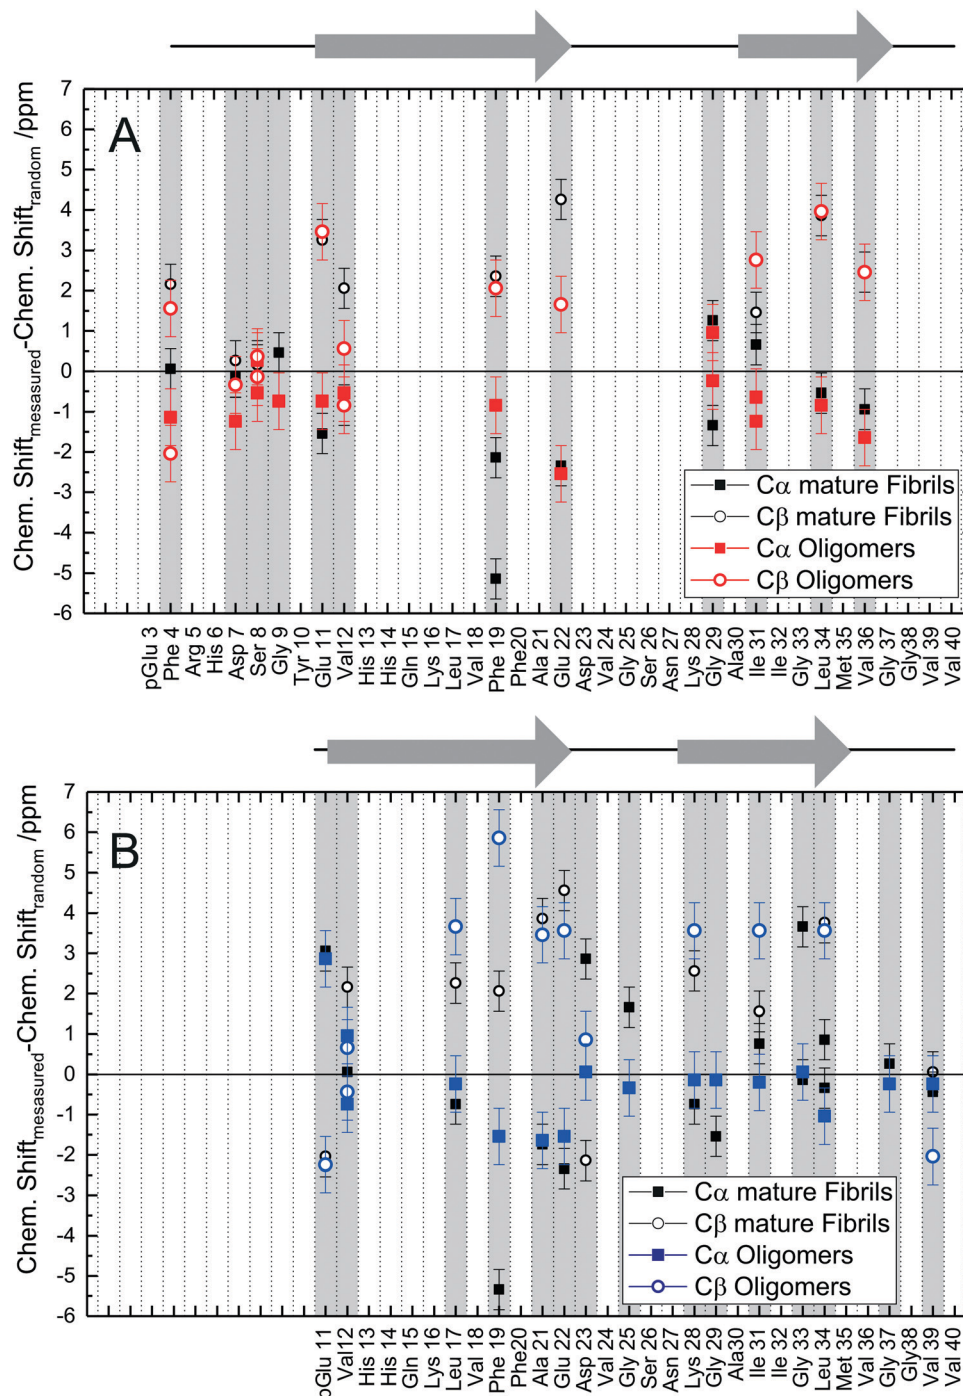 A
7
6
5
4
3
2
1
0
-1
-2
-3
-4
-5
-6
Chem. Shift mesasured-Chem. Shift random /ppm
Cα mature Fibrils
Cβ mature Fibrils
Cα Oligomers
Cβ Oligomers
pGlu 3
Phe 4
Arg 5
His 6
Asp 7
Ser 8
Gly 9
Tyr 10
Glu 11
Val12
His 13
His 14
Gln 15
Lys 16
Leu 17
Val 18
Phe 19
Phe20
Ala 21
Glu 22
Asp 23
Val 24
Gly 25
Ser 26
Asn 27
Lys 28
Gly 29
Ala30
Ile 31
Ile 32
Gly 33
Leu 34
Met 35
Val 36
Gly 37
Gly38
Val 39
Val 40
B
7
6
5
4
3
2
1
0
-1
-2
-3
-4
-5
-6
Chem. Shift mesasured-Chem. Shift random /ppm
Cα mature Fibrils
Cβ mature Fibrils
Cα Oligomers
Cβ Oligomers
pGlu 11
Val12
His 13
His 14
Gln 15
Lys 16
Leu 17
Val 18
Phe 19
Phe20
Ala 21
Glu 22
Asp 23
Val 24
Gly 25
Ser 26
Asn 27
Lys 28
Gly 29
Ala30
Ile 31
Ile 32
Gly 33
Leu 34
Met 35
Val 36
Gly 37
Gly38
Val 39
Val 40